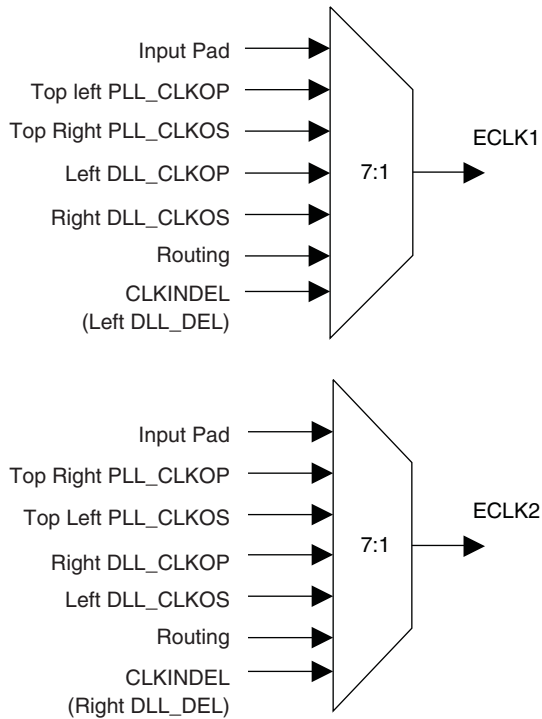 Input Pad
Top left PLL_CLKOP
Top Right PLL_CLKOS
Left DLL_CLKOP
Right DLL_CLKOS
Routing
CLKINDEL
(Left DLL_DEL)
7:1
ECLK1
Input Pad
Top Right PLL_CLKOP
Top Left PLL_CLKOS
Right DLL_CLKOP
Left DLL_CLKOS
Routing
CLKINDEL
(Right DLL_DEL)
7:1
ECLK2